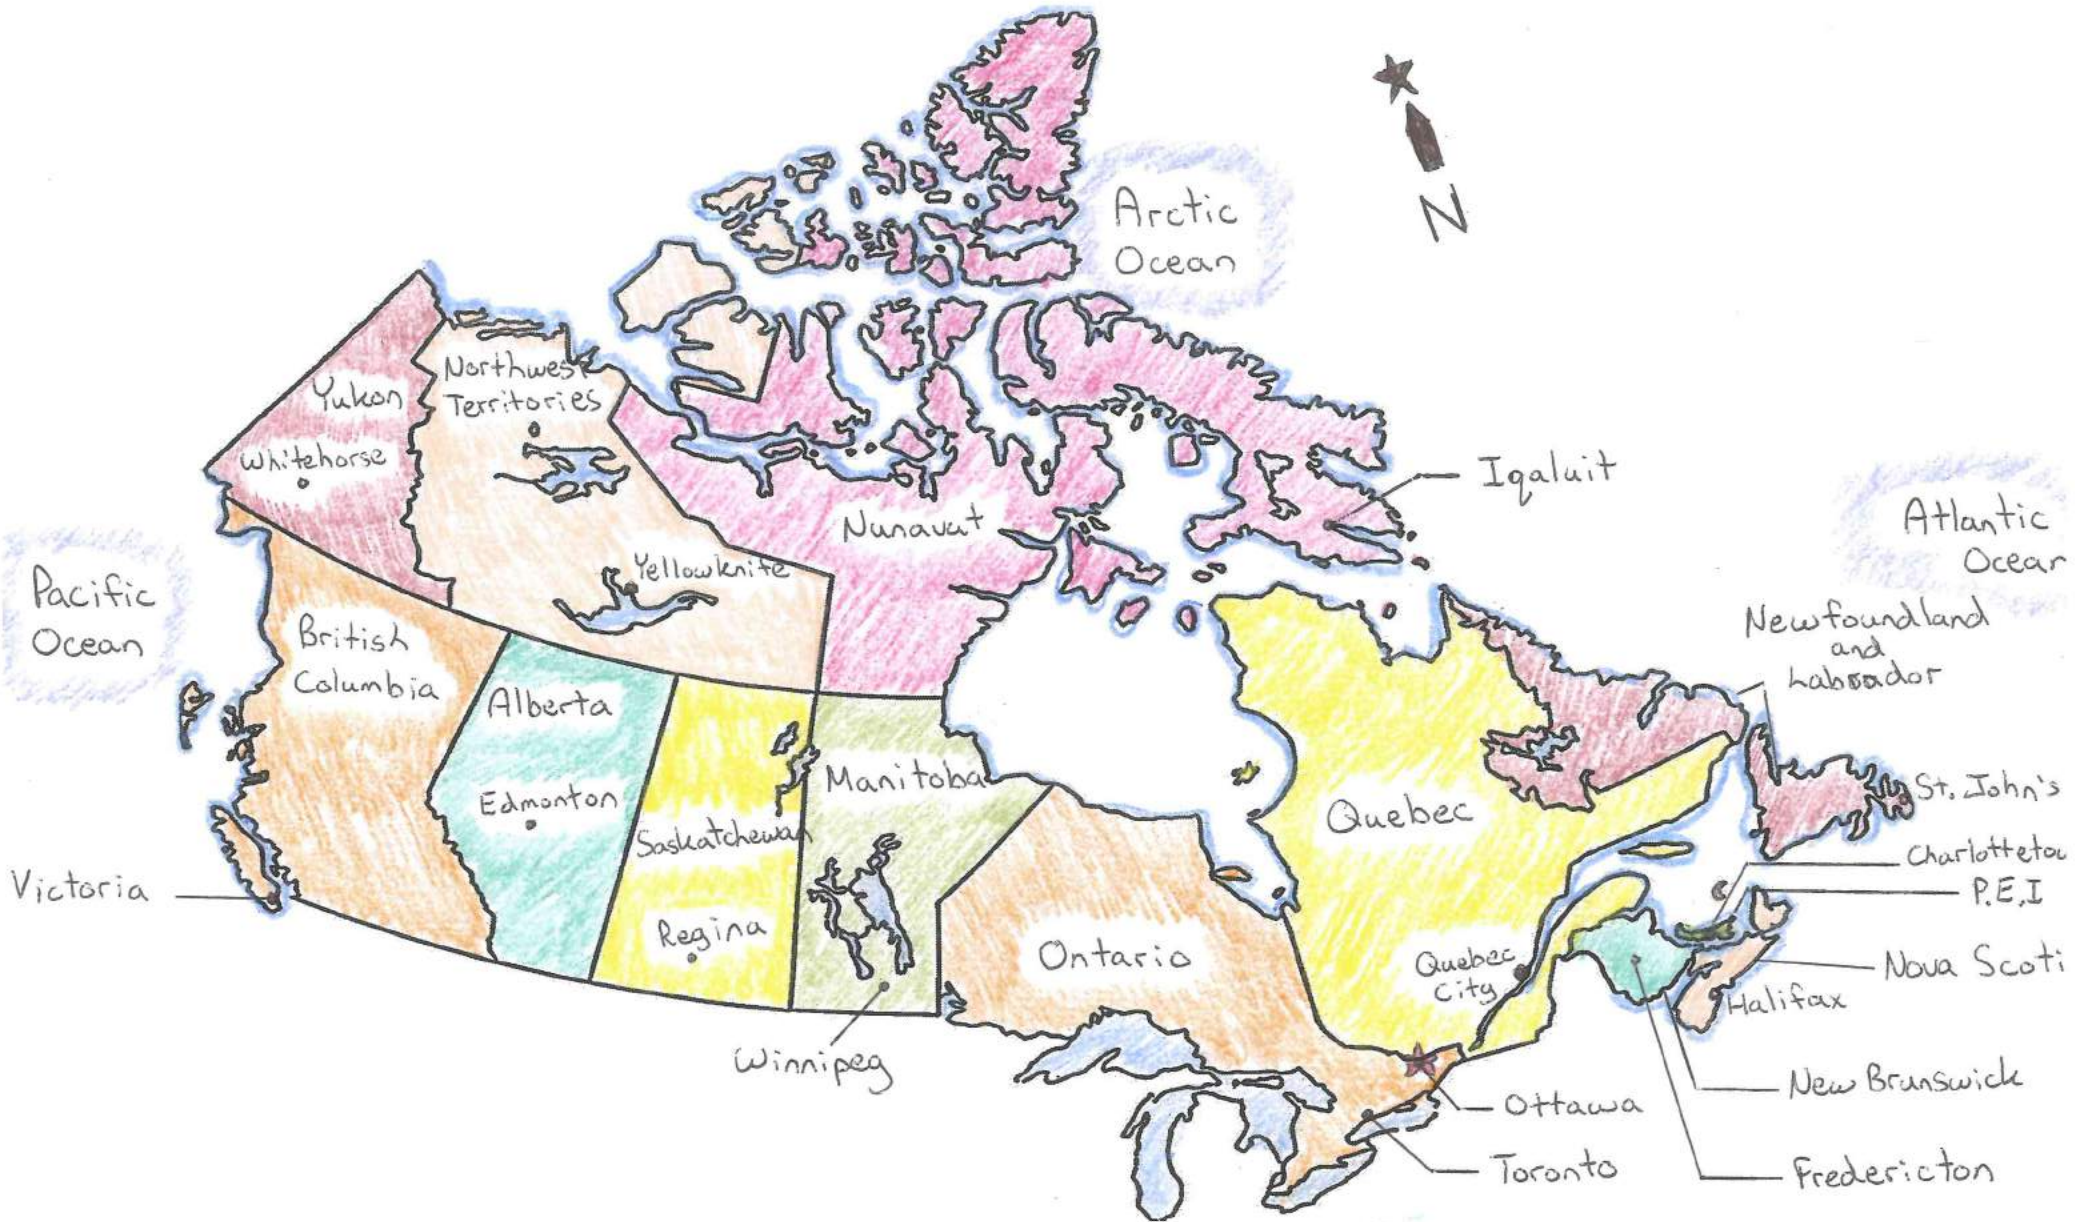 N
Arctic
Ocean
Northwest
Territories
Yukon
Whitehorse
Iqaluit
Nunavut
Atlantic
Ocean
Yellowknife
Pacific
Ocean
Newfoundland
and
Labrador
British
Columbia
Alberta
Manitoba
St. John's
Edmonton
Quebec
Saskatchewan
Charlotteto
Victoria
P.E.I
Regina
Ontario
Quebec
City
Nova Scoti
Halifax
Winnipeg
New Brunswick
Ottawa
Toronto
Fredericton